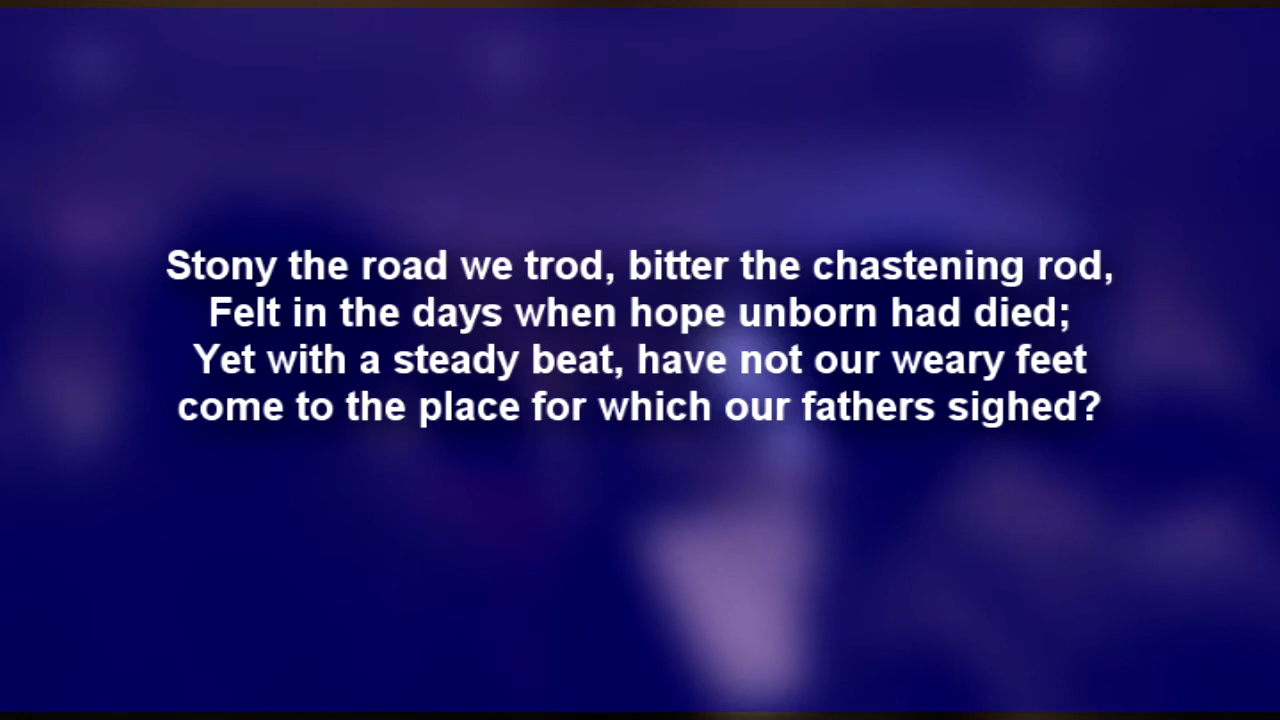 Stony the road we trod, bitter the chastening rod,
Felt in the days when hope unborn had died;
Yet with a steady beat, have not our weary feet
come to the place for which our fathers sighed?